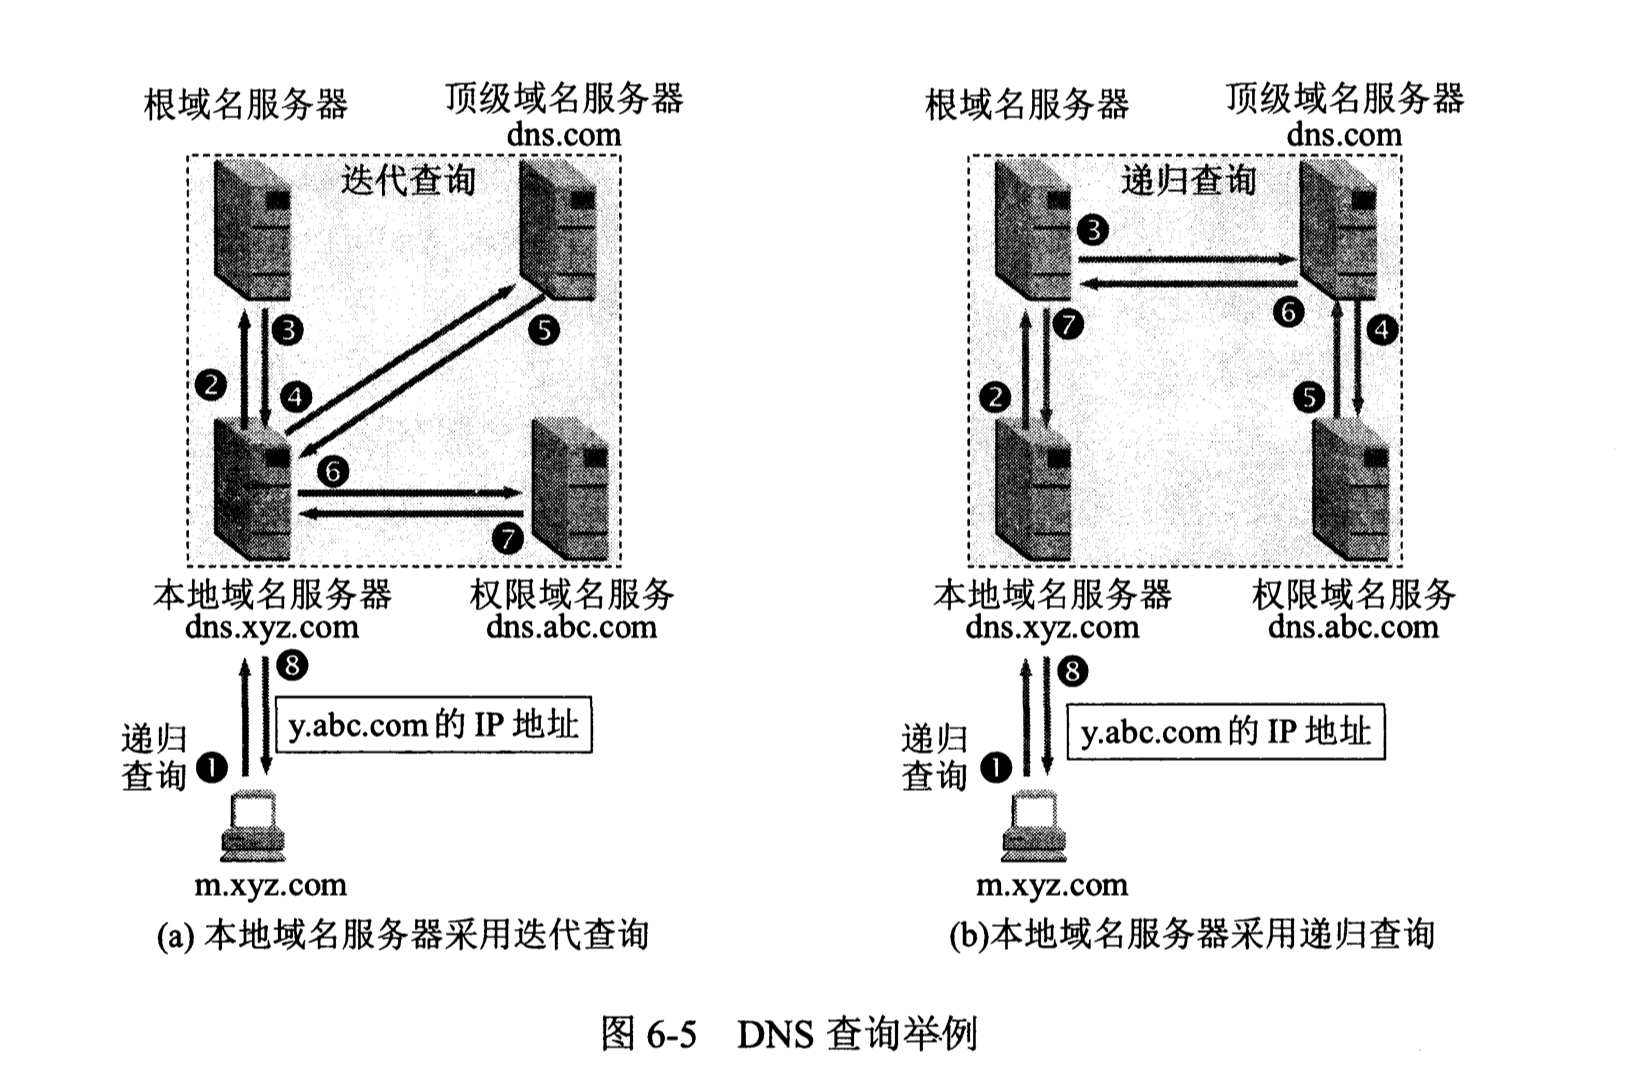 根域名服务器
顶级域名服务器
dns.com
迭代查询
❸
❺
❷
❹
❻
❼
本地域名服务器
dns.xyz.com
权限域名服务
dns.abc.com
❽
y.abc.com的 IP 地址
递归
查询
❶
m.xyz.com
(a) 本地域名服务器采用迭代查询
根域名服务器
顶级域名服务器
dns.com
递归查询
❸
❻
❼
❹
❷
❺
本地域名服务器
dns.xyz.com
权限域名服务
dns.abc.com
❽
y.abc.com的 IP 地址
递归
查询
❶
m.xyz.com
(b)本地域名服务器采用递归查询
图 6-5 DNS 查询举例